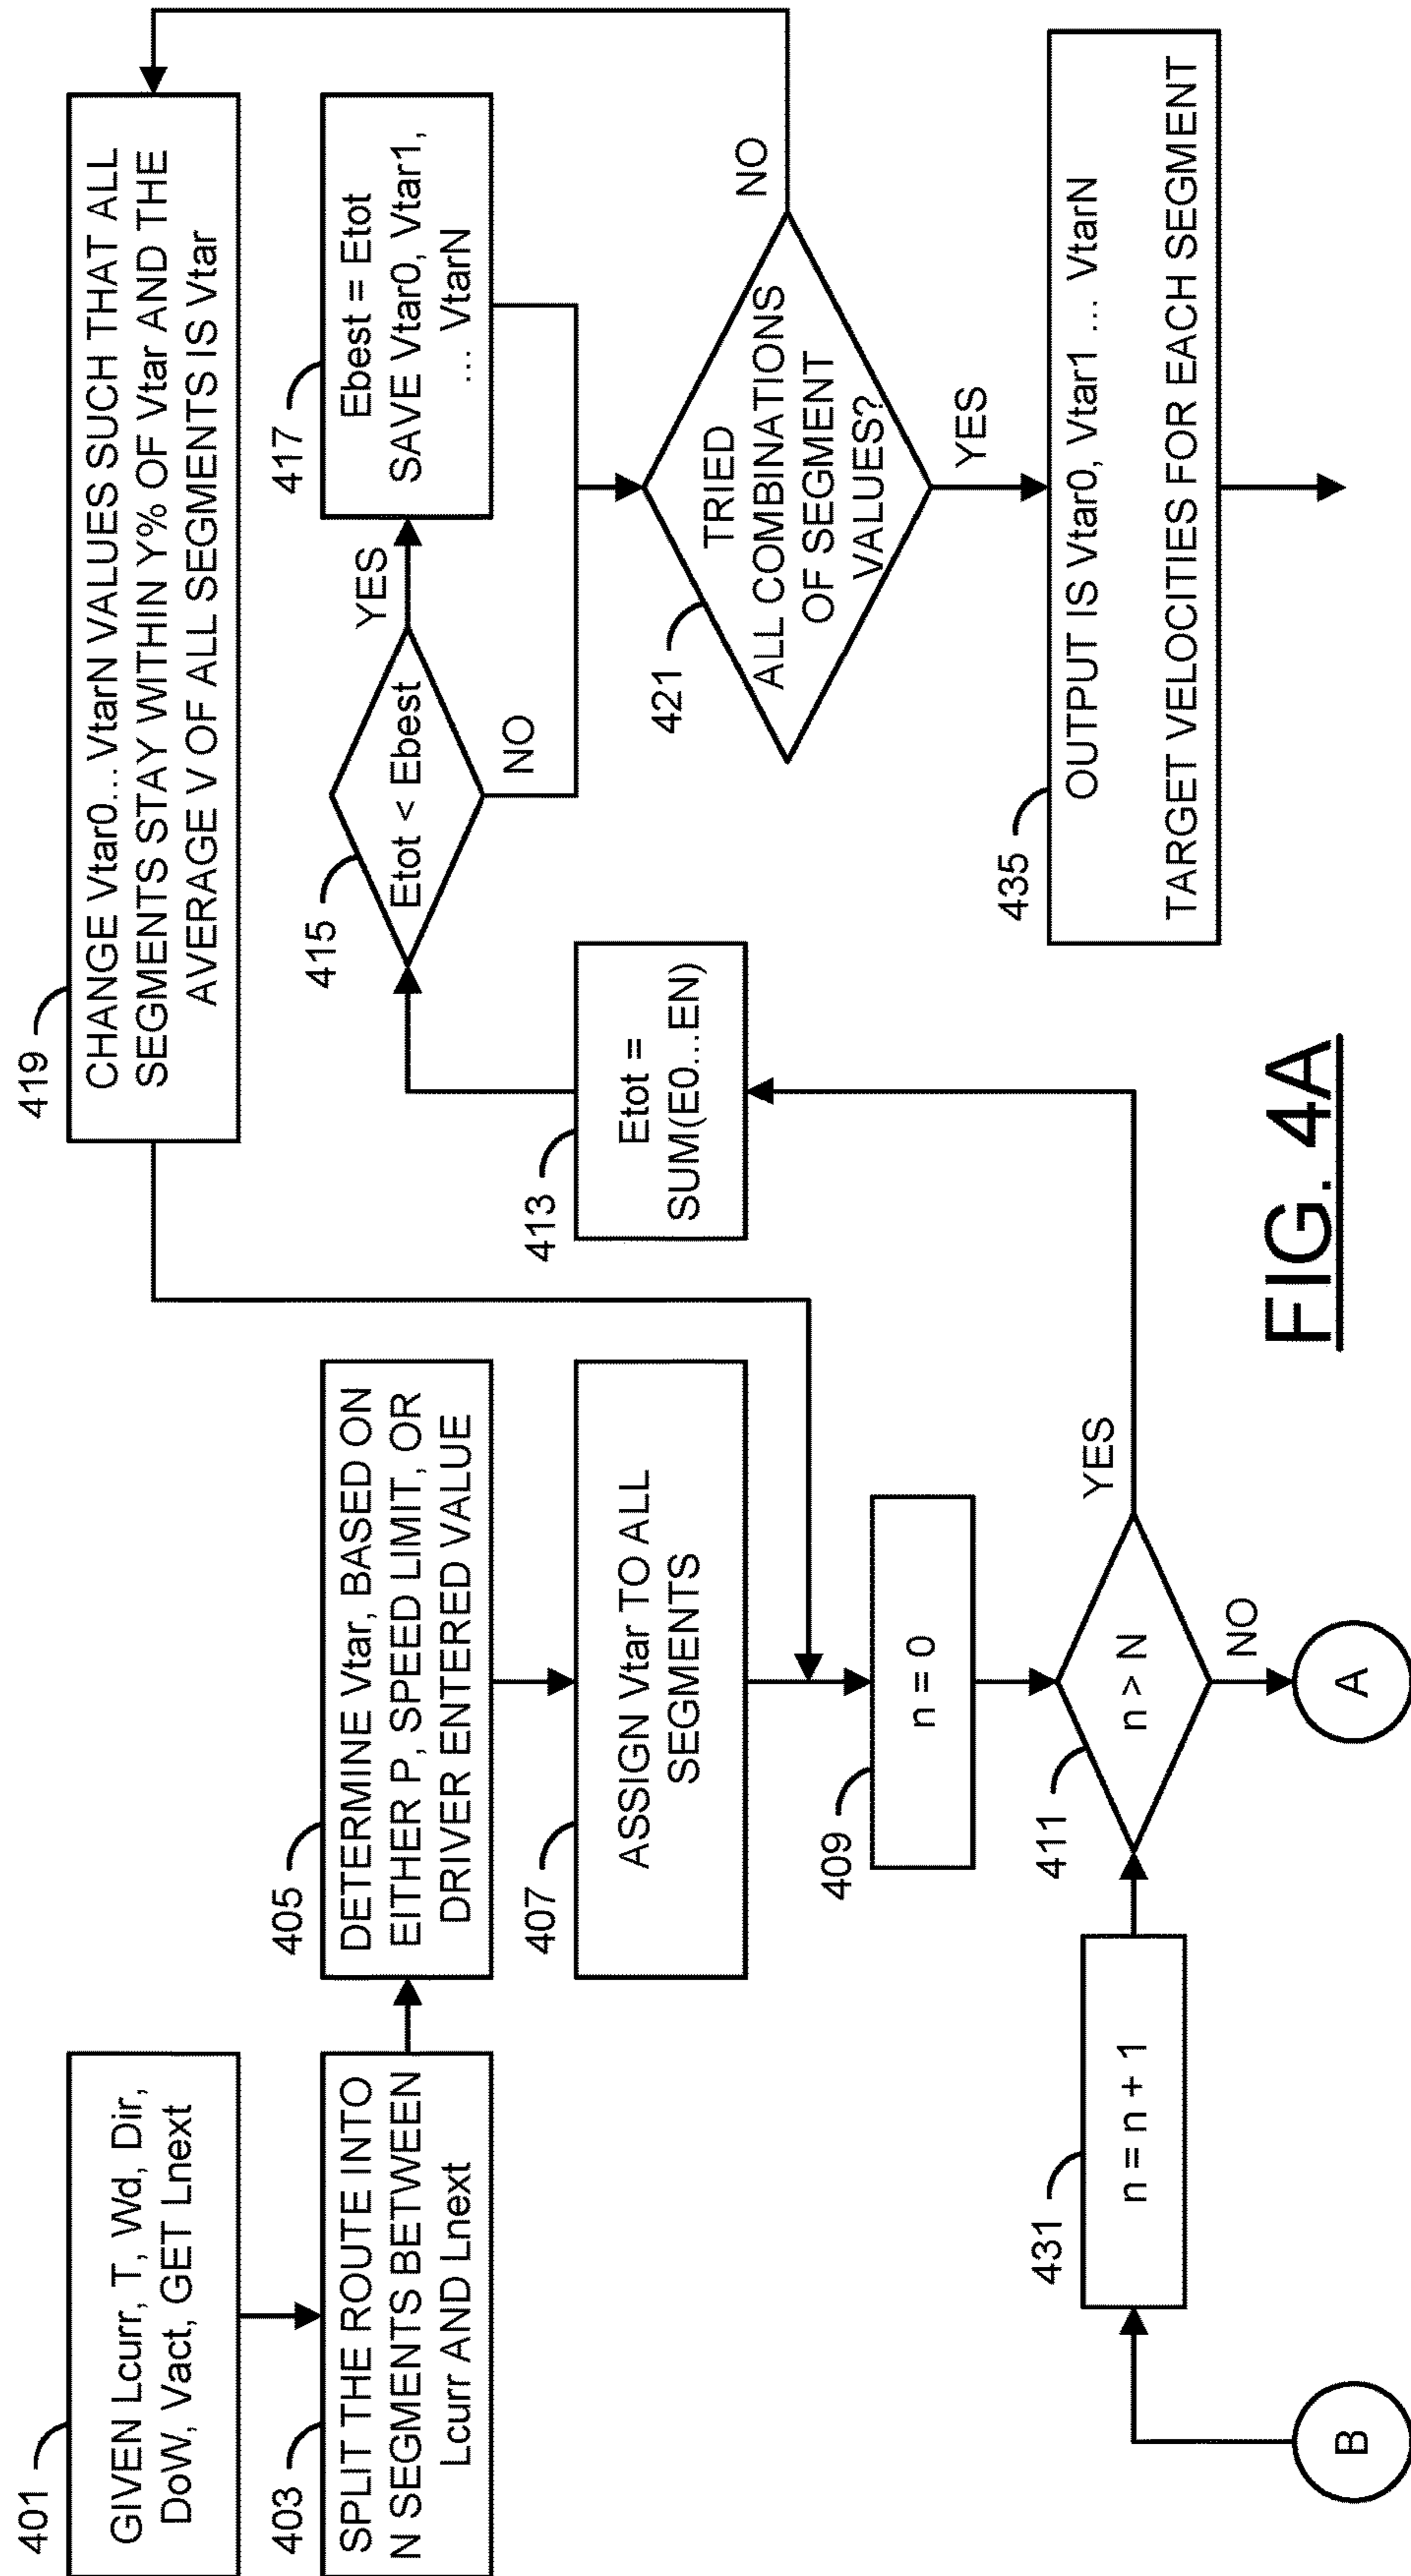 401
GIVEN Lcurr, T, Wd, Dir,
DoW, Vact, GET Lnext
403
SPLIT THE ROUTE INTO
N SEGMENTS BETWEEN
Lcurr AND Lnext
405
DETERMINE Vtar, BASED ON
EITHER P, SPEED LIMIT, OR
DRIVER ENTERED VALUE
407
ASSIGN Vtar TO ALL
SEGMENTS
409
n = 0
411
n > N
YES
NO
A
B
431
n = n + 1
413
Etot =
SUM(E0...EN)
415
Etot < Ebest
YES
NO
417
Ebest = Etot
SAVE Vtar0, Vtar1,
... VtarN
419
CHANGE Vtar0... VtarN VALUES SUCH THAT ALL
SEGMENTS STAY WITHIN Y% OF Vtar AND THE
AVERAGE V OF ALL SEGMENTS IS Vtar
421
TRIED
ALL COMBINATIONS
OF SEGMENT
VALUES?
NO
YES
435
OUTPUT IS Vtar0, Vtar1 ... VtarN
TARGET VELOCITIES FOR EACH SEGMENT
FIG. 4A